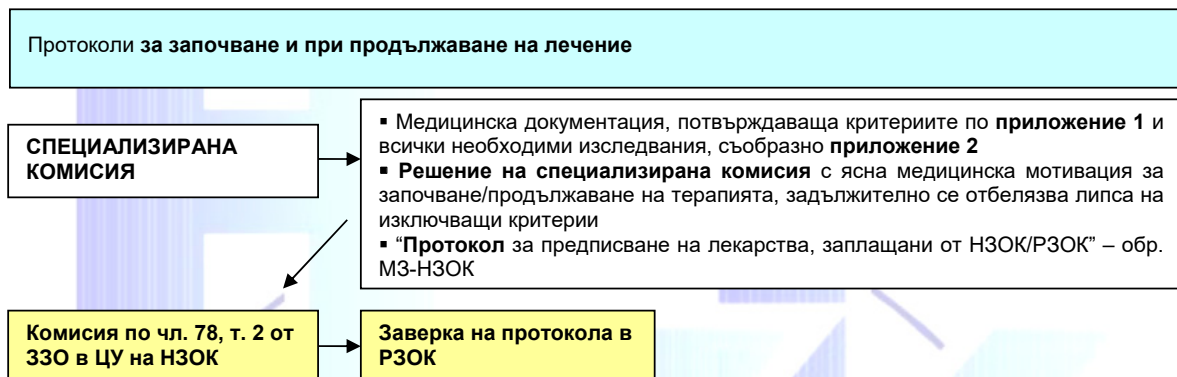 Протоколи за започване и при продължаване на лечение
СПЕЦИАЛИЗИРАНА
КОМИСИЯ
▪ Медицинска документация, потвърждаваща критериите по приложение 1 и
всички необходими изследвания, съобразно приложение 2
▪ Решение на специализирана комисия с ясна медицинска мотивация за
започване/продължаване на терапията, задължително се отбелязва липса на
изключващи критерии
▪ “Протокол за предписване на лекарства, заплащани от НЗОК/РЗОК” – обр.
МЗ-НЗОК
Комисия по чл. 78, т. 2 от
ЗЗО в ЦУ на НЗОК
Заверка на протокола в
РЗОК